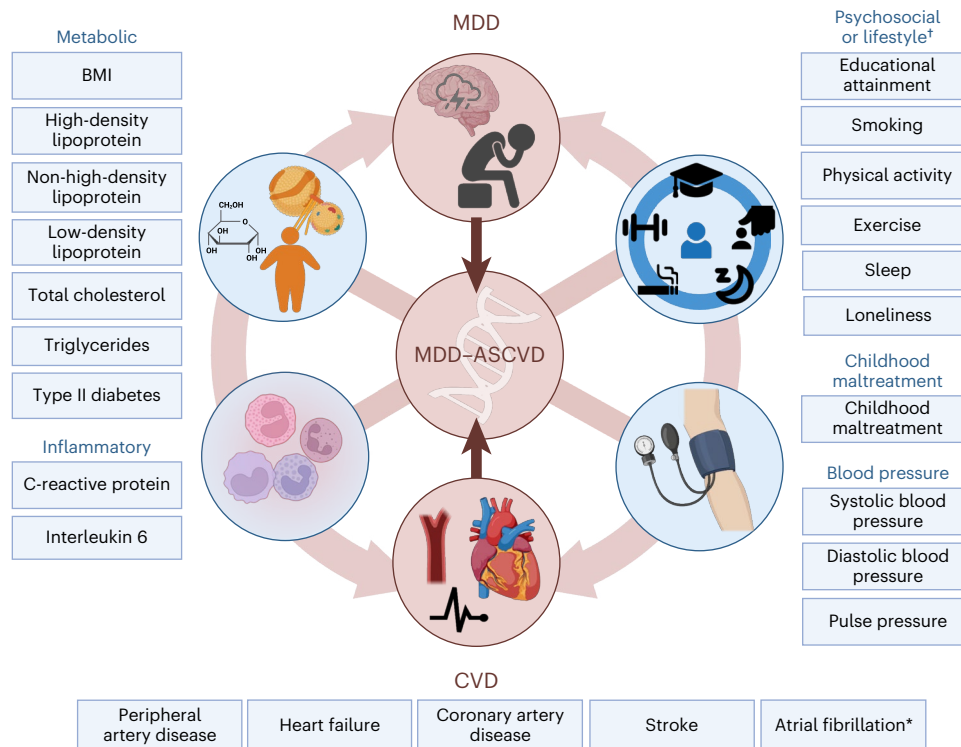 MDD
Metabolic
BMI
High-density
lipoprotein
Non-high-density
lipoprotein
Low-density
lipoprotein
Total cholesterol
Triglycerides
Type II diabetes
Inflammatory
C-reactive protein
Interleukin 6
CH₂OH
O
OH
OH
OH
OH
z
z
MDD–ASCVD
Psychosocial
or lifestyle†
Educational
attainment
Smoking
Physical activity
Exercise
Sleep
Loneliness
Childhood
maltreatment
Childhood
maltreatment
Blood pressure
Systolic blood
pressure
Diastolic blood
pressure
Pulse pressure
CVD
Peripheral
artery disease
Heart failure
Coronary artery
disease
Stroke
Atrial fibrillation*